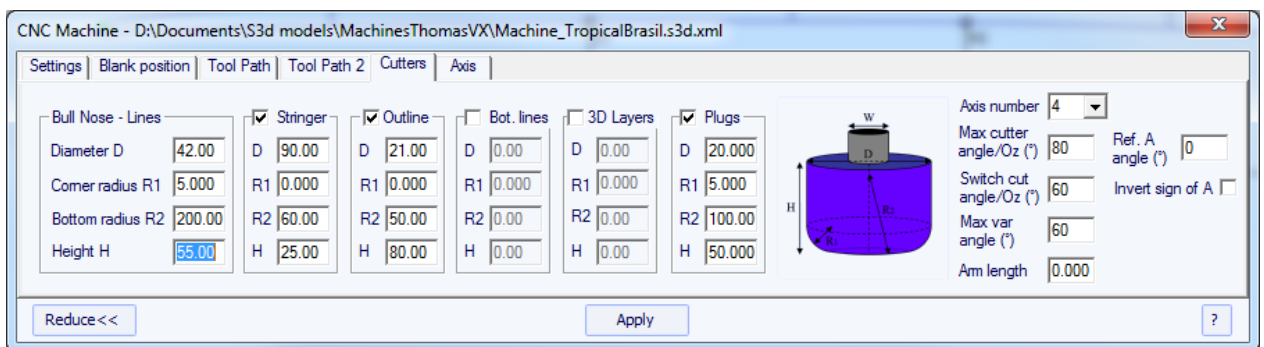 CNC Machine - D:\Documents\S3d models\MachinesThomasVX\Machine_TropicalBrasil.s3d.xml
Settings Blank position Tool Path Tool Path 2 Cutters Axis
Bull Nose - Lines
Diameter D 42.00
Corner radius R1 5.000
Bottom radius R2 200.00
Height H 55.00
Stringer
D 90.00
R1 0.000
R2 60.00
H 25.00
Outline
D 21.00
R1 0.000
R2 50.00
H 80.00
Bot. lines
D 0.00
R1 0.000
R2 0.00
H 0.00
3D Layers
D 0.00
R1 0.000
R2 0.00
H 0.00
Plugs
D 20.000
R1 5.000
R2 100.00
H 50.000
W
D
H
R2
R1
Axis number 4
Max cutter
angle/Oz (°) 80
Switch cut
angle/Oz (°) 60
Max var
angle (°) 60
Arm length 0.000
Ref. A
angle (°) 0
Invert sign of A
Reduce<< Apply ?